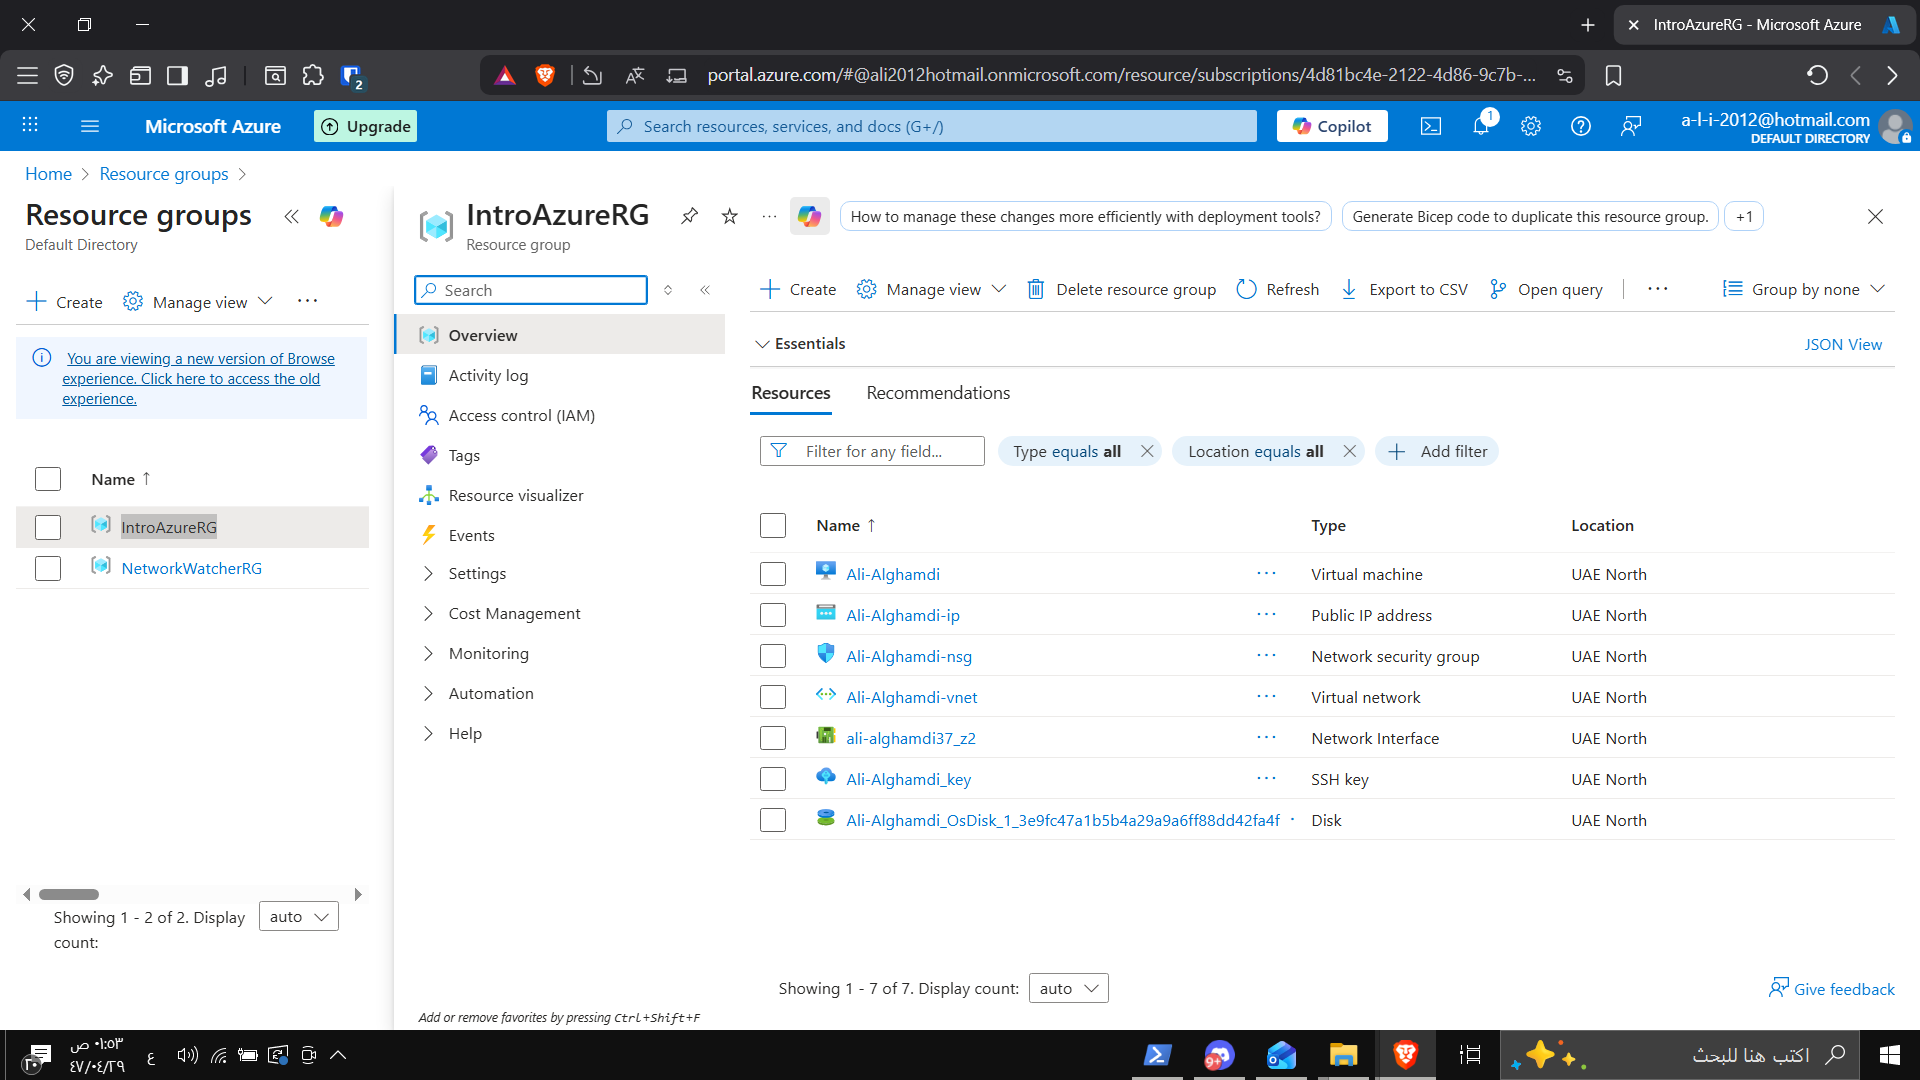 IntroAzureRG - Microsoft Azure
2
portal.azure.com/#@ali2012hotmail.onmicrosoft.com/resource/subscriptions/4d81bc4e-2122-4d86-9c7b-...
Microsoft Azure
Upgrade
Search resources, services, and docs (G+/)
Copilot
1
a-l-i-2012@hotmail.com
DEFAULT DIRECTORY
Home
Resource groups
Resource groups
Default Directory
Create
Manage view
You are viewing a new version of Browse
experience. Click here to access the old
experience.
Name ↑
IntroAzureRG
NetworkWatcherRG
Showing 1 - 2 of 2. Display
count:
auto
IntroAzureRG
Resource group
How to manage these changes more efficiently with deployment tools?
Generate Bicep code to duplicate this resource group.
+1
Search
Overview
Activity log
Access control (IAM)
Tags
Resource visualizer
Events
Settings
Cost Management
Monitoring
Automation
Help
Add or remove favorites by pressing Ctrl+Shift+F
Create
Manage view
Delete resource group
Refresh
Export to CSV
Open query
Group by none
Essentials
JSON View
Resources
Recommendations
Filter for any field...
Type equals all
Location equals all
Add filter
Name ↑ Type Location
Ali-Alghamdi Virtual machine UAE North
Ali-Alghamdi-ip Public IP address UAE North
Ali-Alghamdi-nsg Network security group UAE North
Ali-Alghamdi-vnet Virtual network UAE North
ali-alghamdi37_z2 Network Interface UAE North
Ali-Alghamdi_key SSH key UAE North
Ali-Alghamdi_OsDisk_1_3e9fc47a1b5b4a29a9a6ff88dd42fa4f Disk UAE North
Showing 1 - 7 of 7. Display count:
auto
Give feedback
٢٠
٠١:٥٣ ص
٤٧/٠٤/٢٩
ع
9+
اكتب هنا للبحث